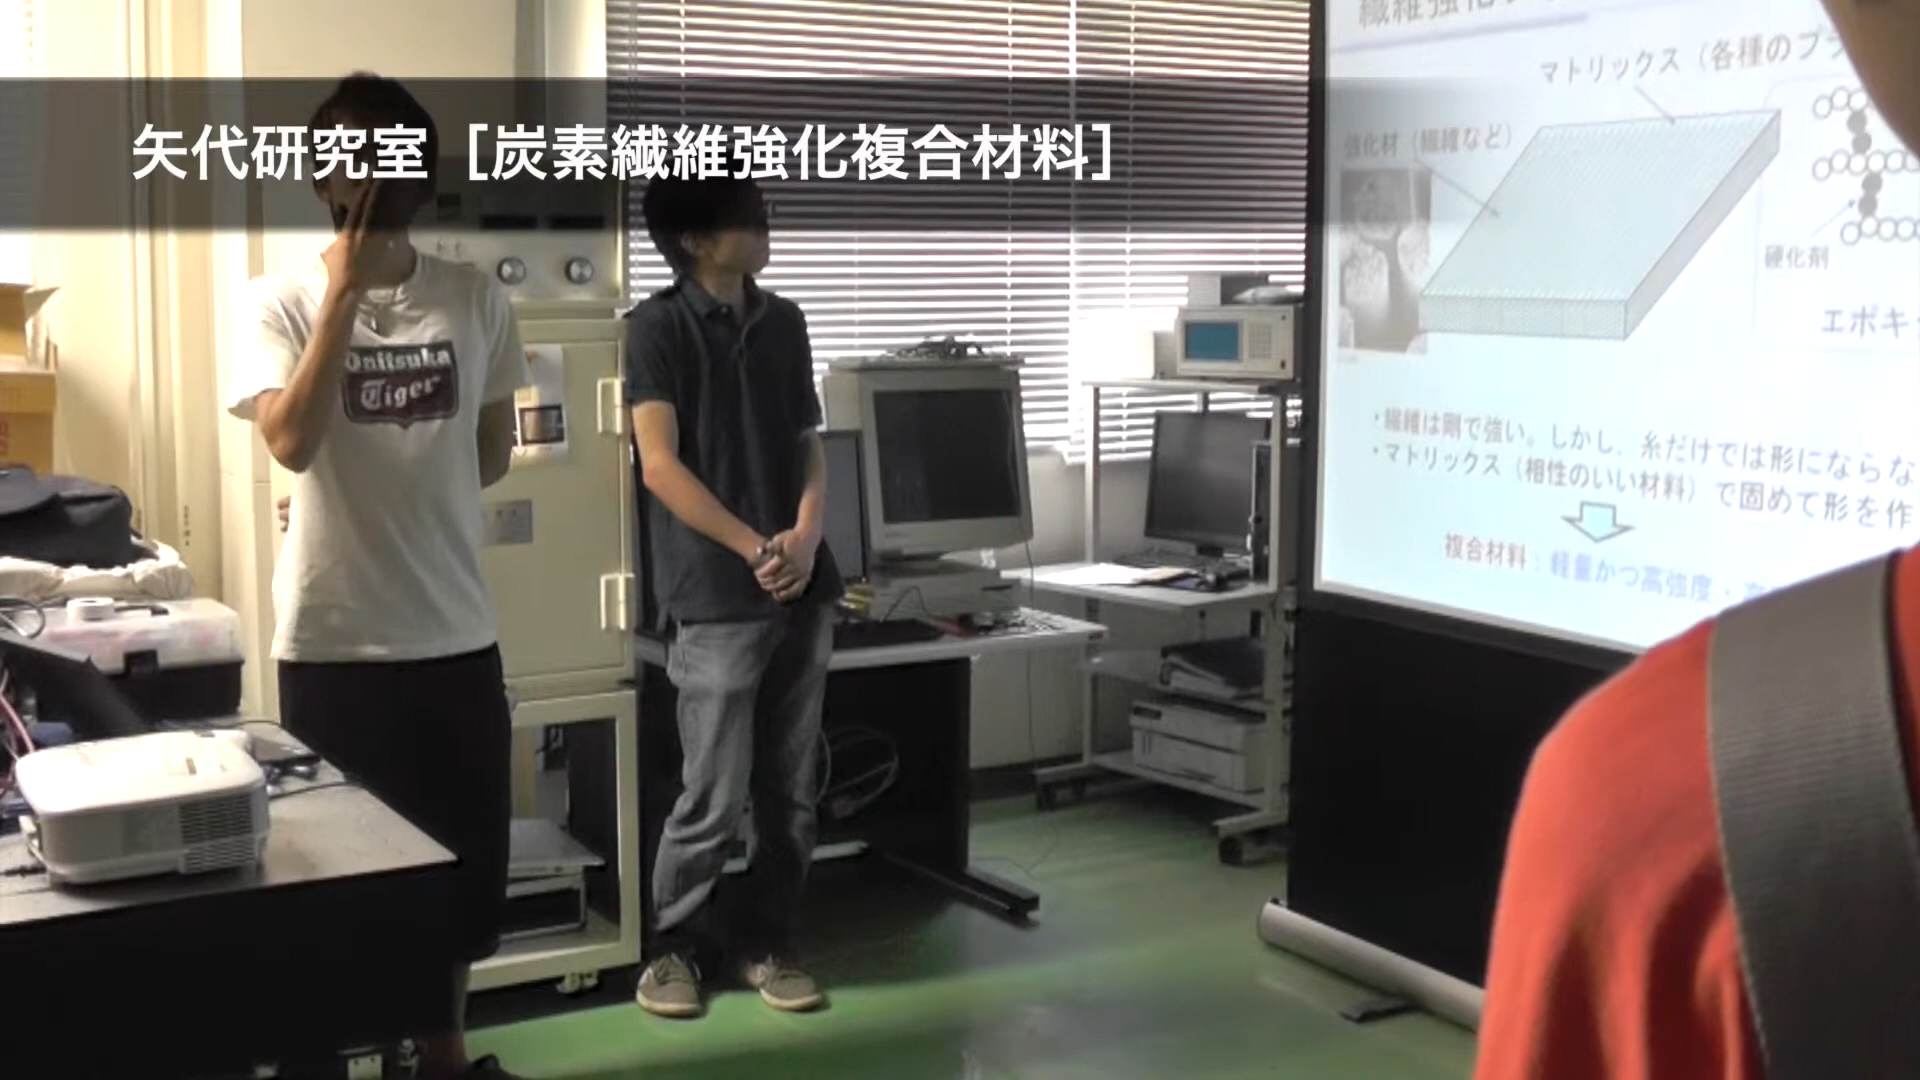 矢代研究室［炭素繊維強化複合材料］
マトリックス（各種のプラ
強化材（繊維など）
硬化剤
エポキ
・繊維は剛で強い。しかし、糸だけでは形にならな
・マトリックス（相性のいい材料）で固めて形を作
複合材料：軽量かつ高強度・
Onitsuka
Tiger